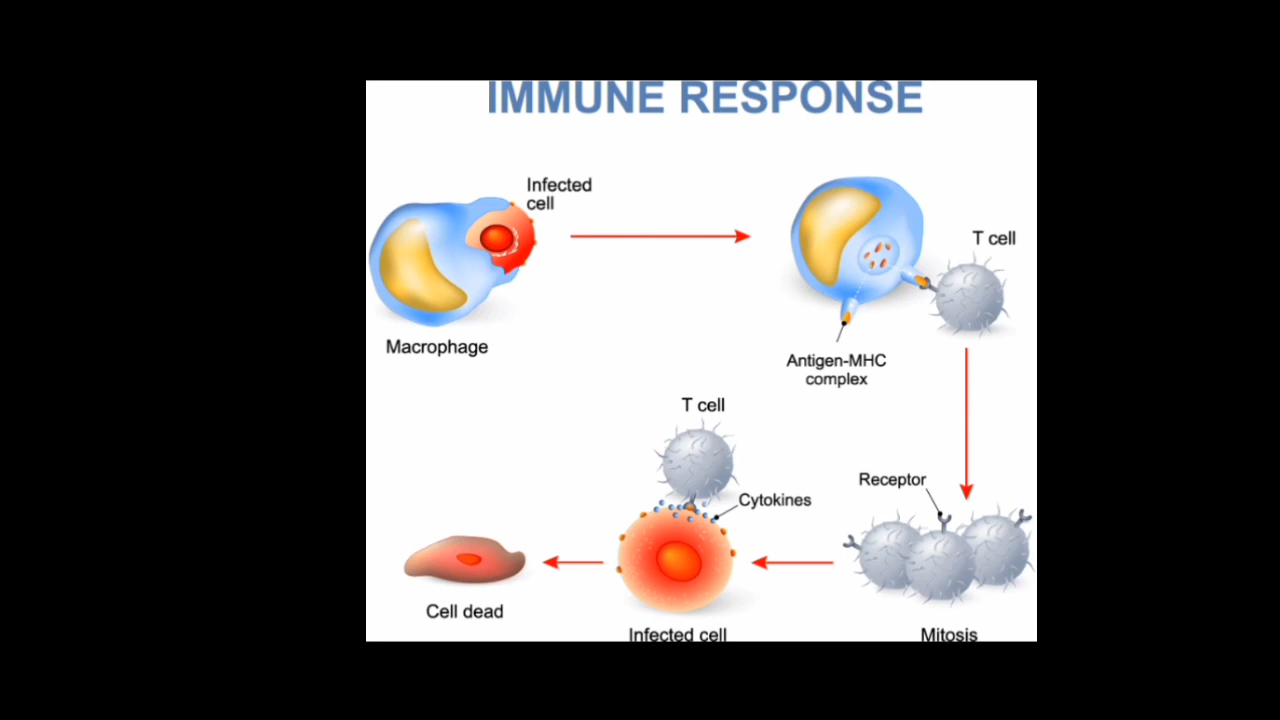 IMMUNE RESPONSE
Infected
cell
T cell
Macrophage
Antigen-MHC
complex
T cell
Receptor
Cytokines
Cell dead
Infected cell
Mitosis